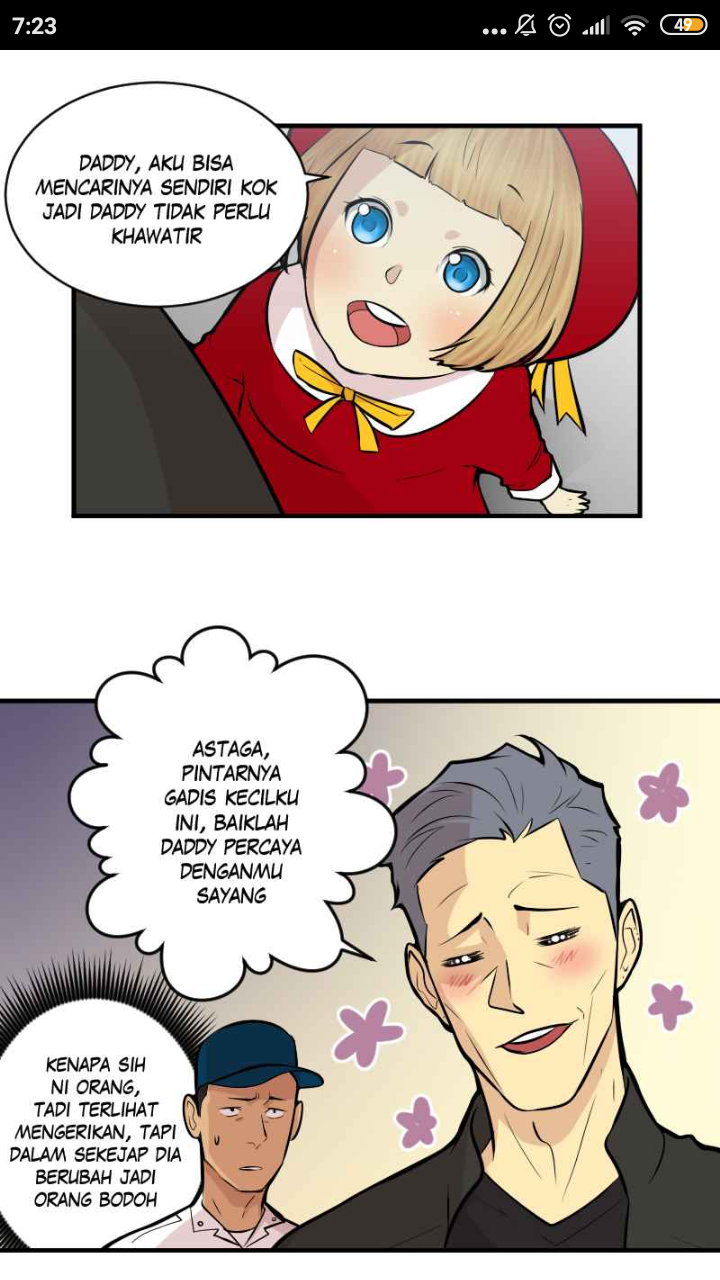 7:23
49
DADDY, AKU BISA
MENCARINYA SENDIRI KOK
JADI DADDY TIDAK PERLU
KHAWATIR
ASTAGA,
PINTARNYA
GADIS KECILKU
INI, BAIKLAH
DADDY PERCAYA
DENGANMU
SAYANG
KENAPA SIH
NI ORANG,
TADI TERLIHAT
MENGERIKAN, TAPI
DALAM SEKEJAP DIA
BERUBAH JADI
ORANG BODOH